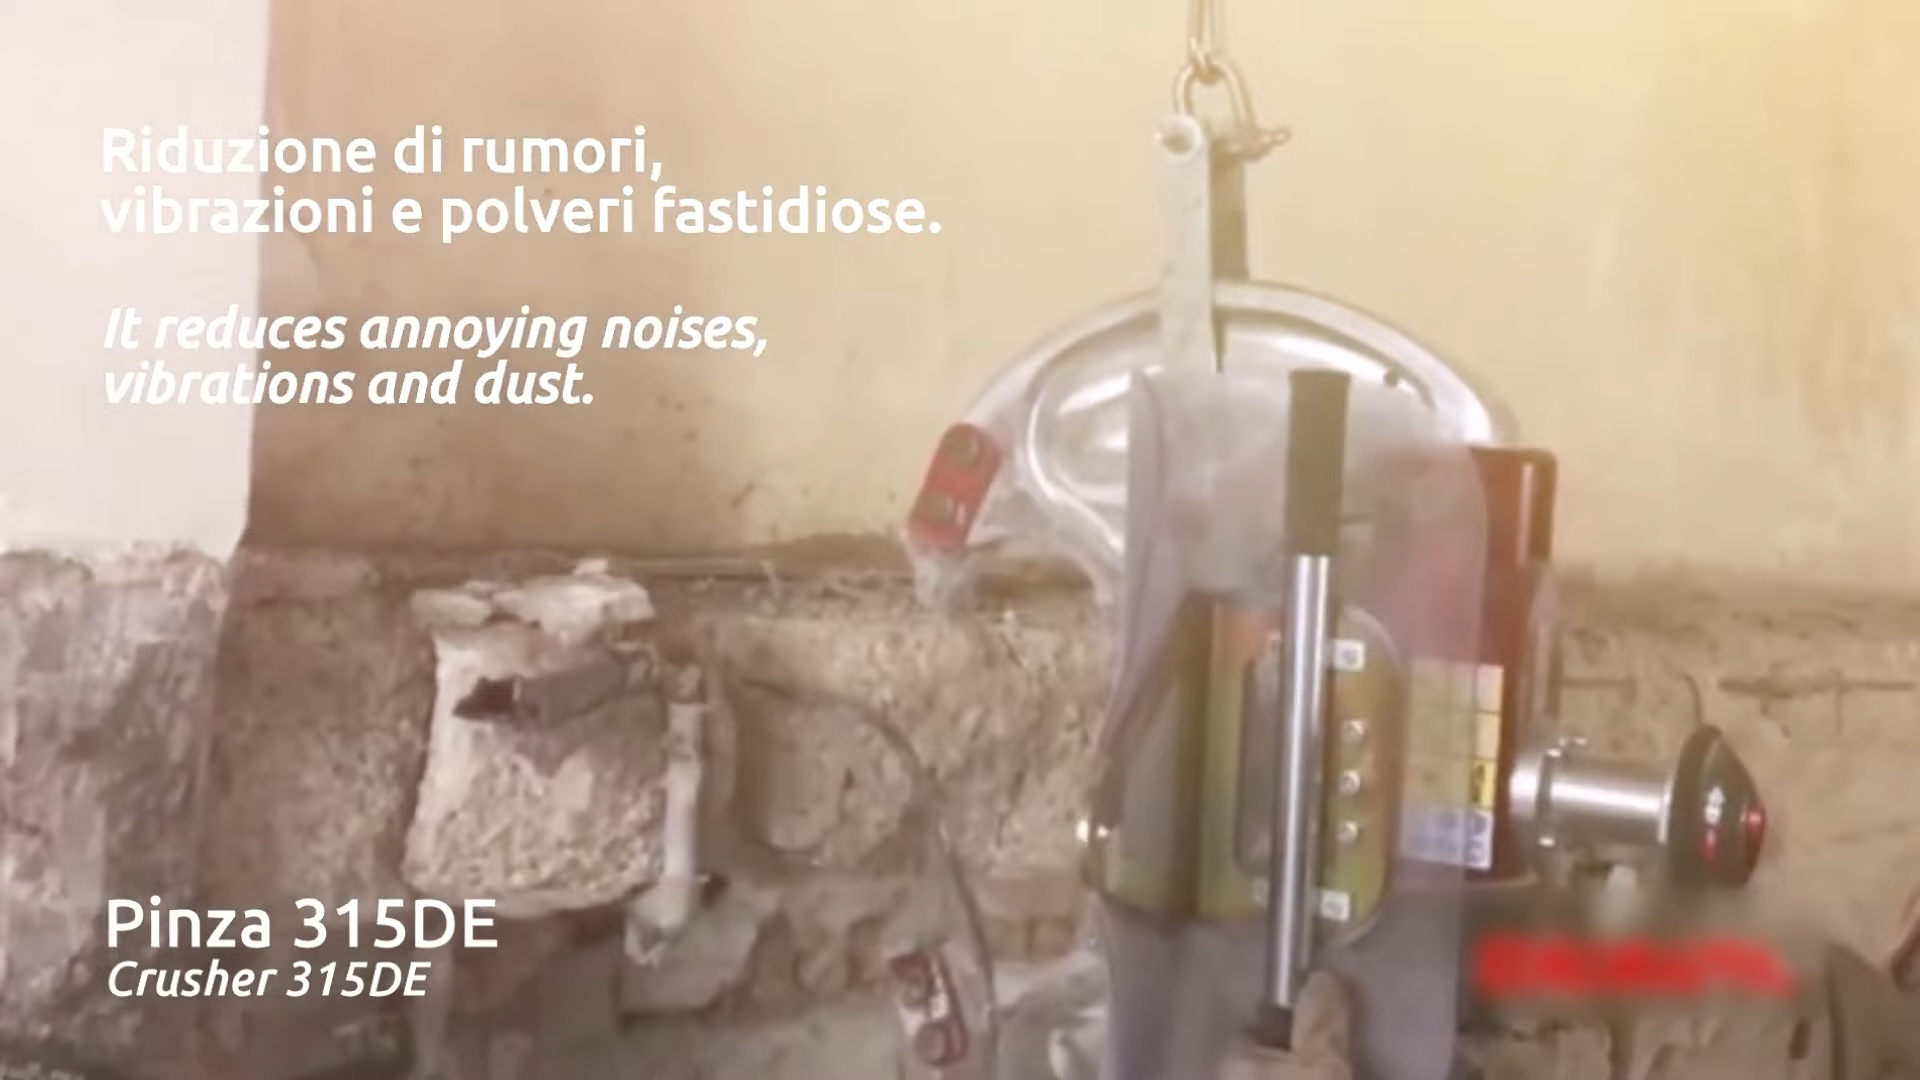 Riduzione di rumori,
vibrazioni e polveri fastidiose.
It reduces annoying noises,
vibrations and dust.
Pinza 315DE
Crusher 315DE